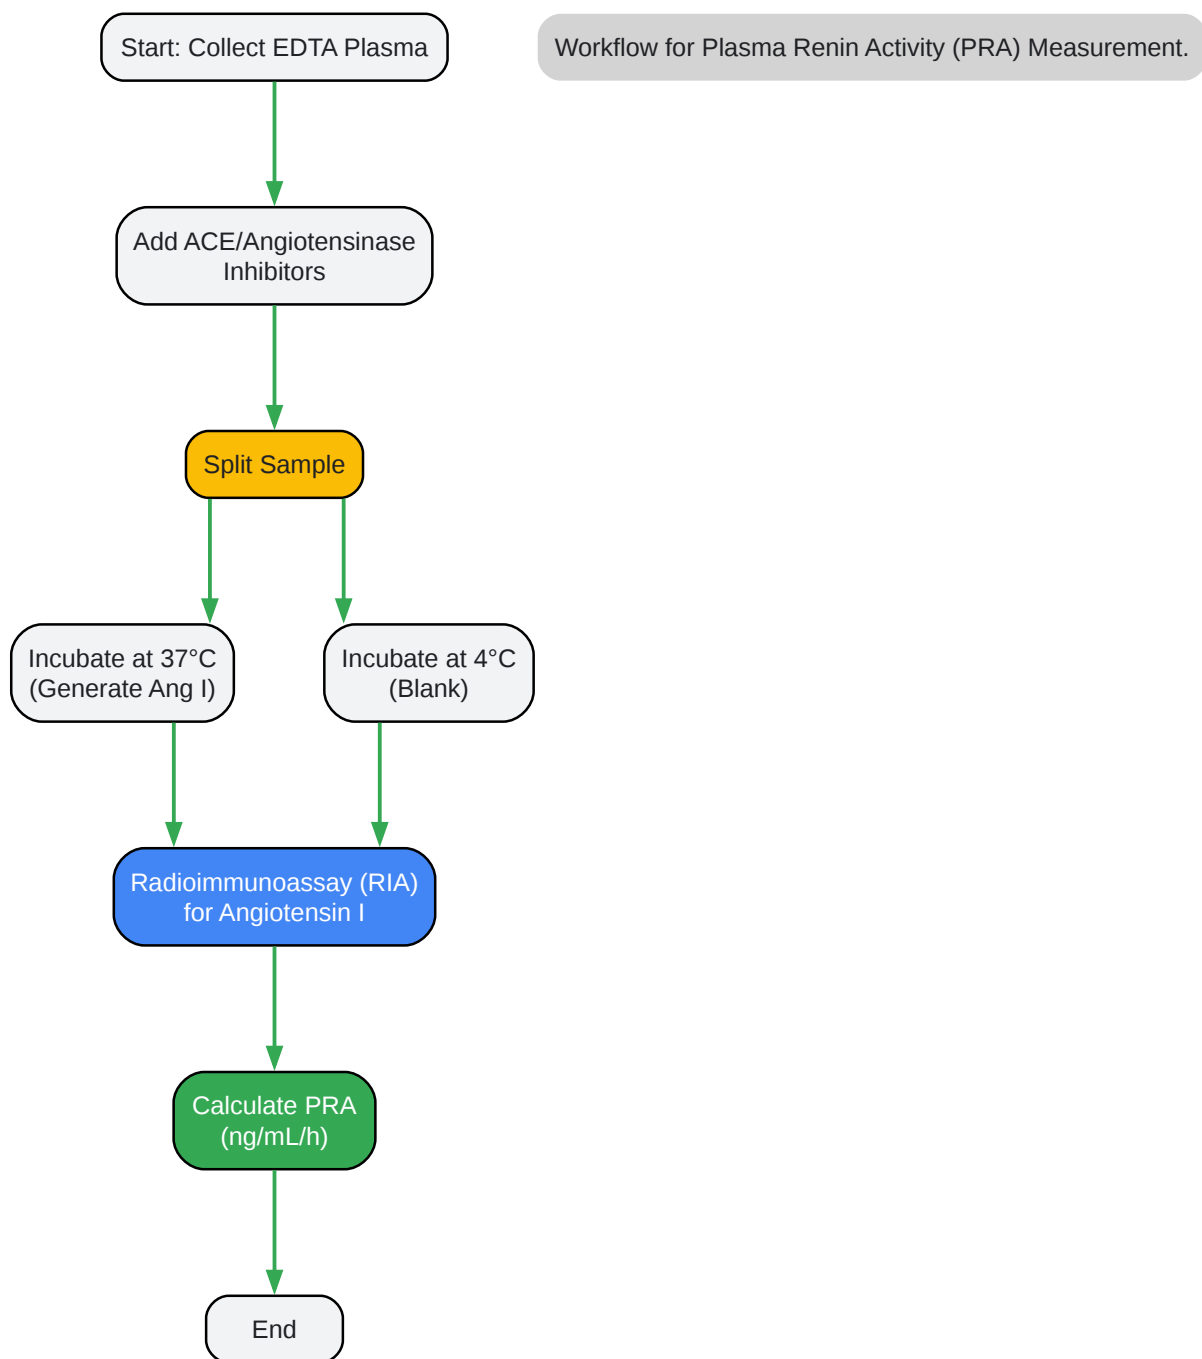 Start: Collect EDTA Plasma
Workflow for Plasma Renin Activity (PRA) Measurement.
Add ACE/Angiotensinase
Inhibitors
Split Sample
Incubate at 37°C
(Generate Ang I)
Incubate at 4°C
(Blank)
Radioimmunoassay (RIA)
for Angiotensin I
Calculate PRA
(ng/mL/h)
End